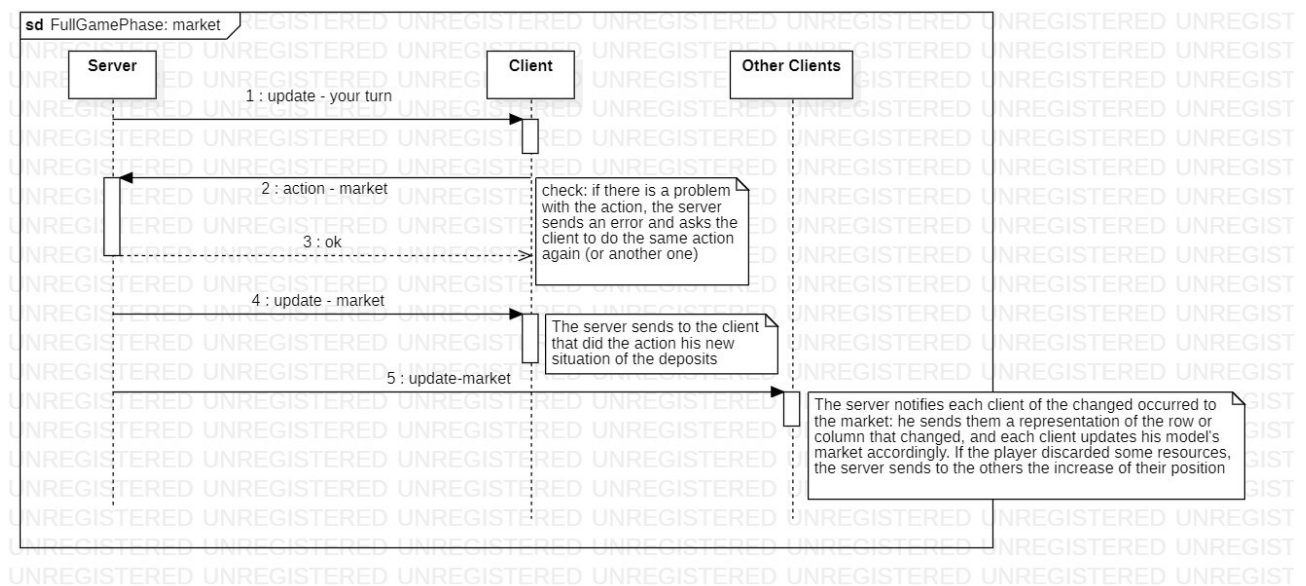 sd FullGamePhase: market
Server
Client
Other Clients
1 : update - your turn
2 : action - market
check: if there is a problem
with the action, the server
sends an error and asks the
client to do the same action
again (or another one)
3 : ok
4 : update - market
The server sends to the client
that did the action his new
situation of the deposits
5 : update-market
The server notifies each client of the changed occurred to
the market: he sends them a representation of the row or
column that changed, and each client updates his model's
market accordingly. If the player discarded some resources,
the server sends to the others the increase of their position